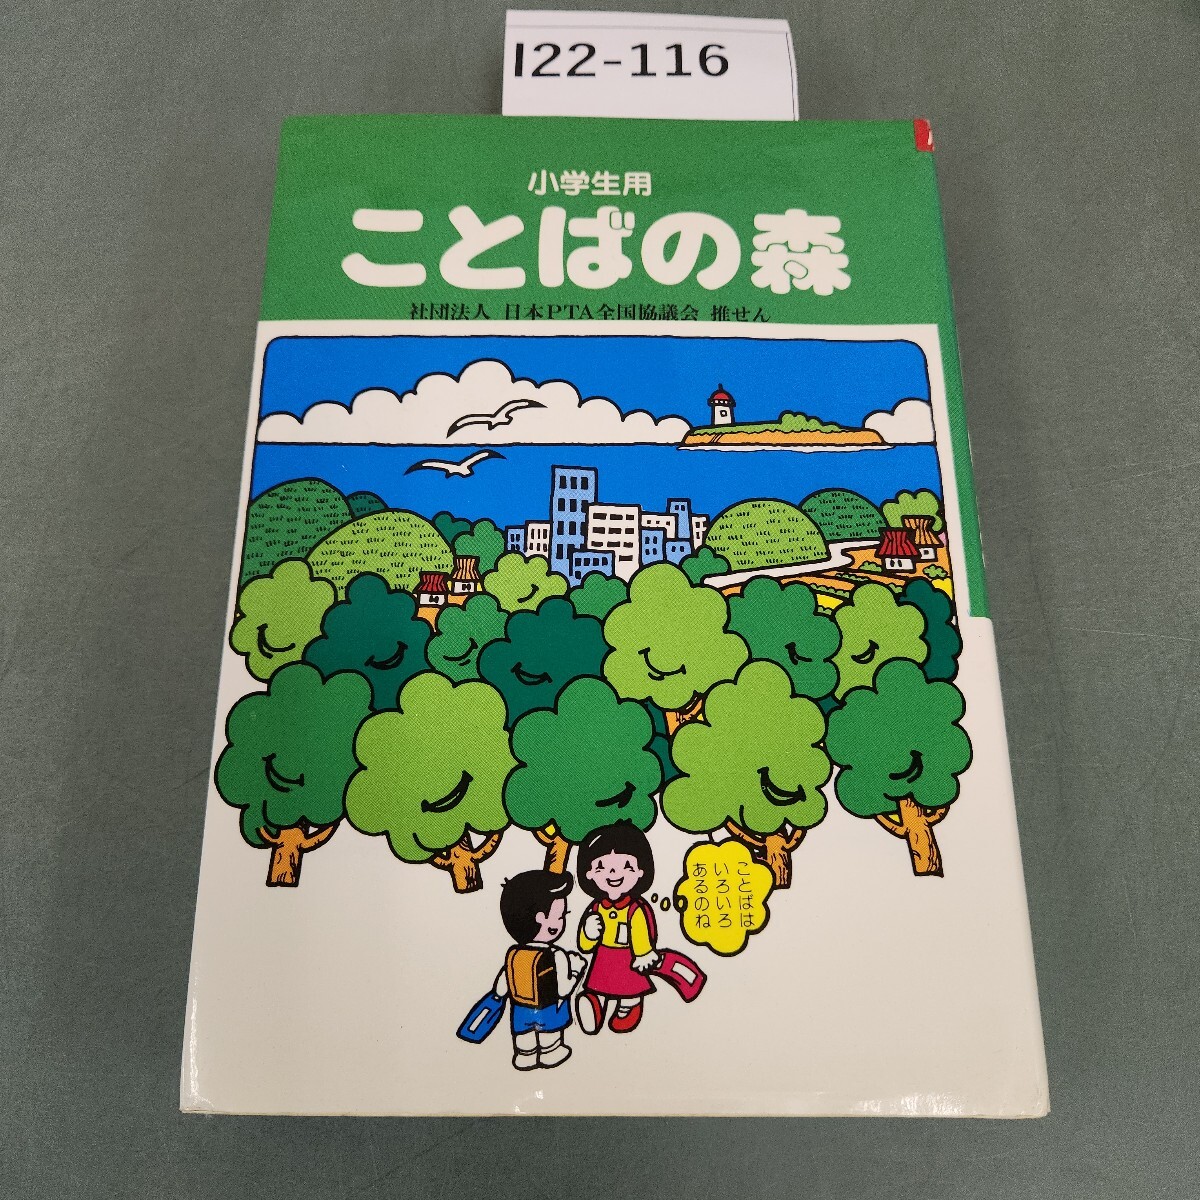 I22-116
小学生用
ことばの森
社団法人 日本PTA全国協議会 推せん
ことばは
いろいろ
あるのね